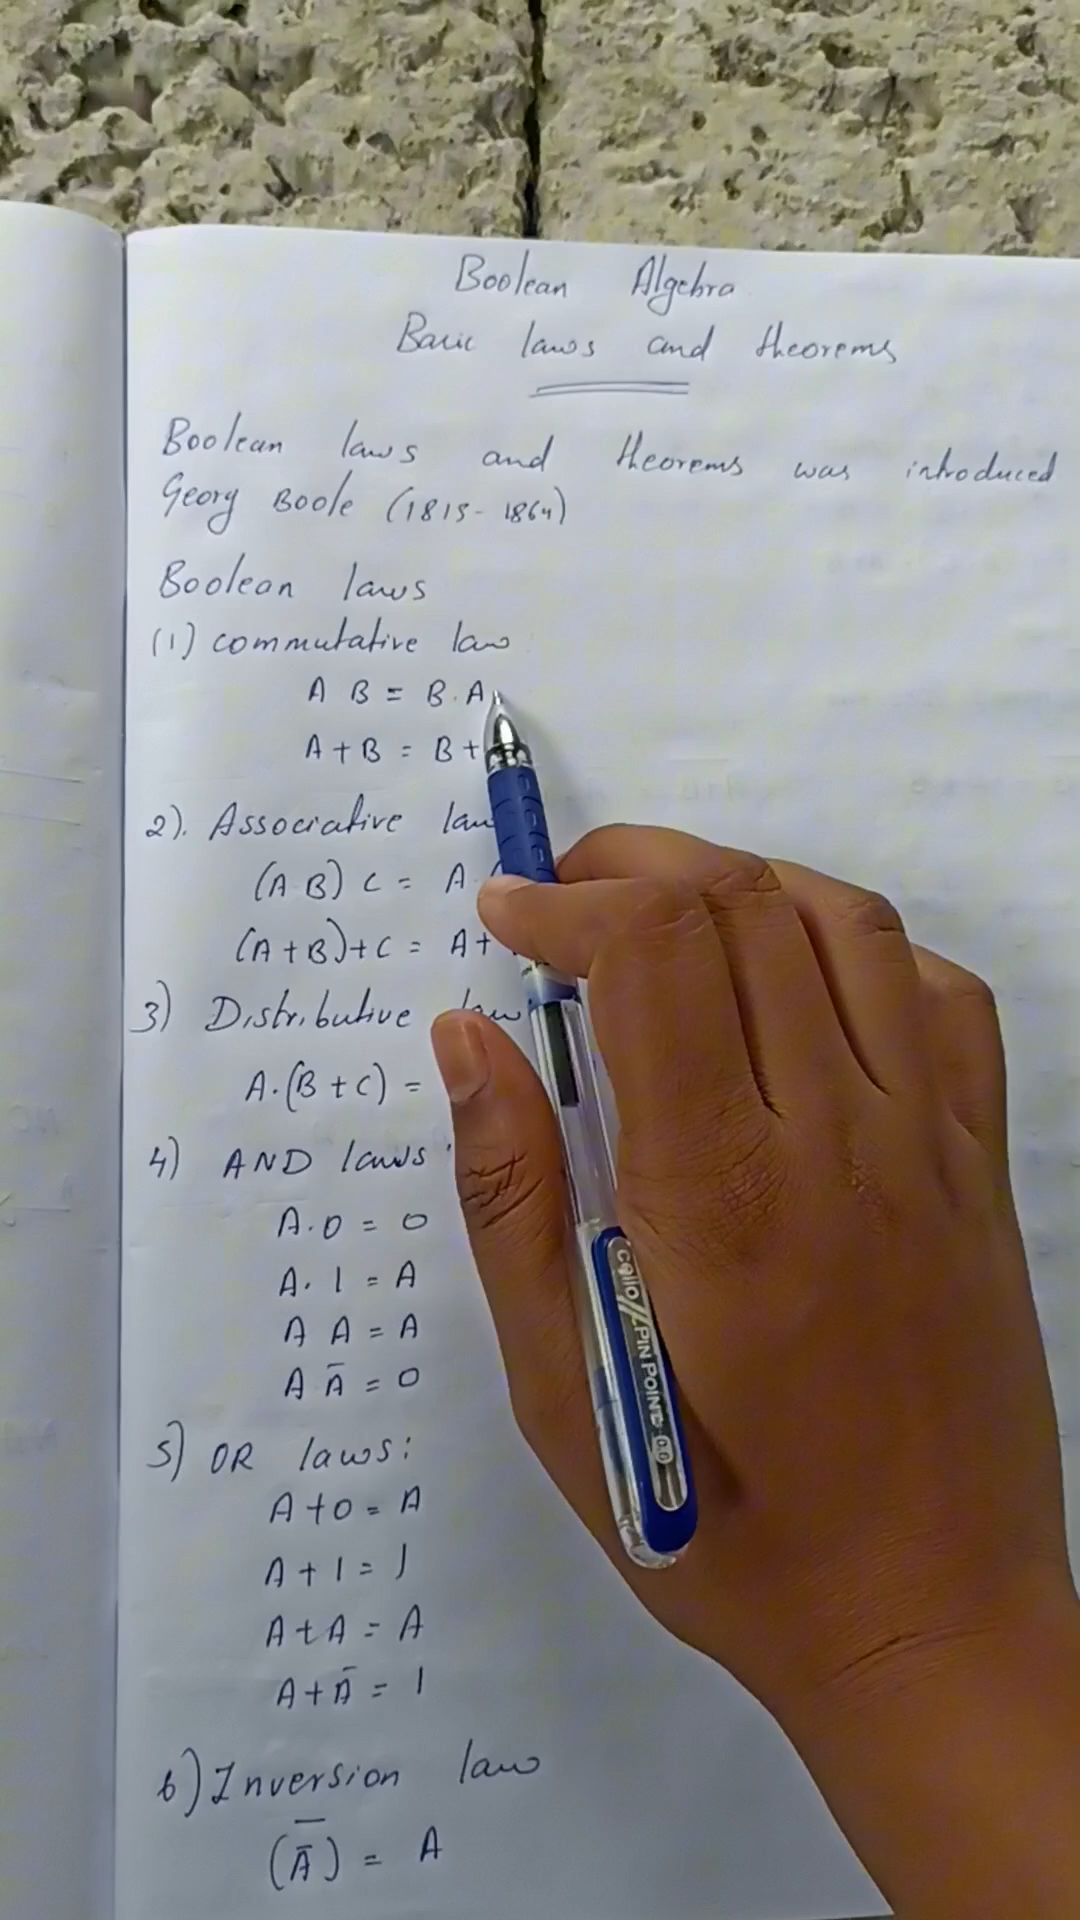 Boolean Algebra
Basic laws and theorems
Boolean laws and theorems was introduced
Georg Boole (1815-1864)
Boolean laws
(1) commutative law
A B = B.A
A + B = B +
2). Associative law
(A B) C = A.
(A + B)+C = A +
3) Distributive law
A.(B + C) =
4) AND laws
A.0 = 0
A. 1 = A
A A = A
A Ā = 0
5) OR laws:
A + 0 = A
A + 1 = 1
A + A = A
A + Ā = 1
6) Inversion law
(Ā̄) = A
cello PIN POINT